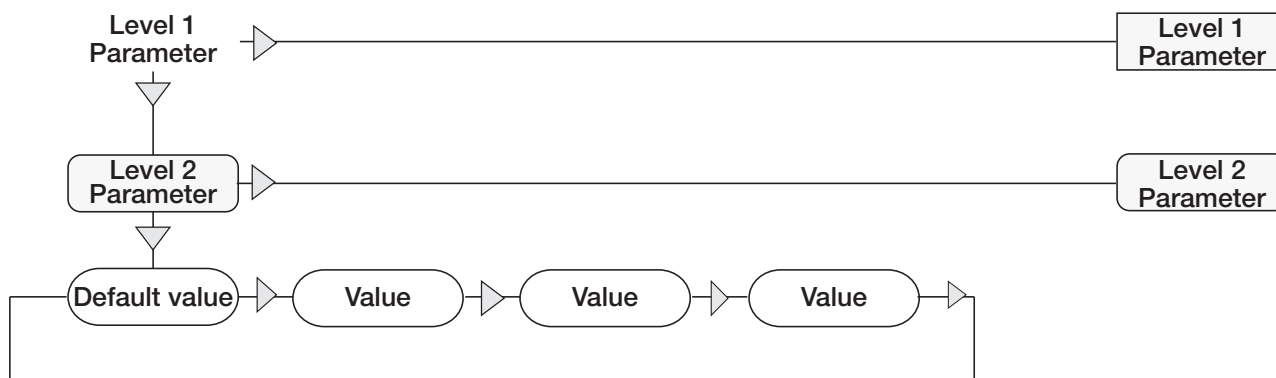 Level 1
Parameter
Level 1
Parameter
Level 2
Parameter
Level 2
Parameter
Default value
Value
Value
Value